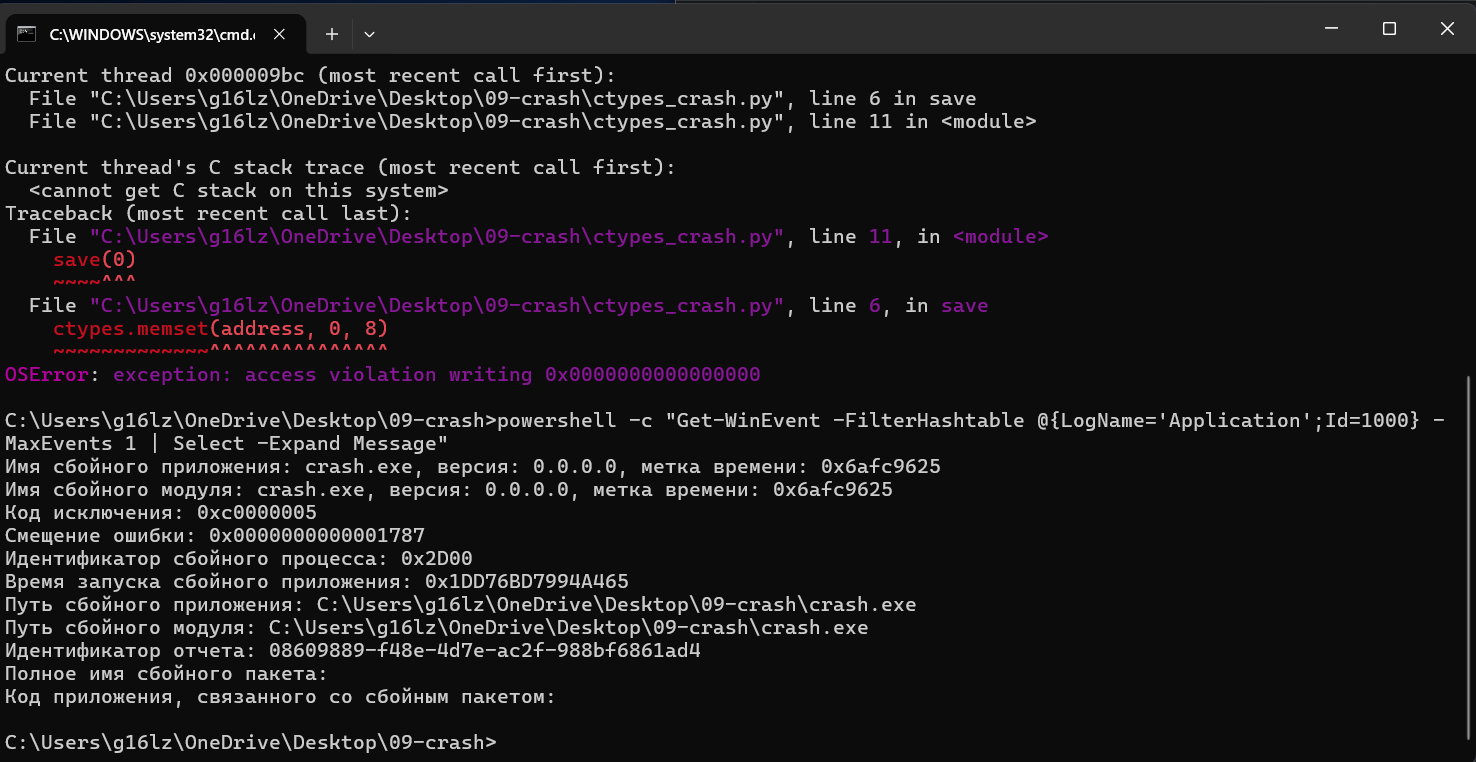 C:\WINDOWS\system32\cmd.e
Current thread 0x000009bc (most recent call first):
  File "C:\Users\g16lz\OneDrive\Desktop\09-crash\ctypes_crash.py", line 6 in save
  File "C:\Users\g16lz\OneDrive\Desktop\09-crash\ctypes_crash.py", line 11 in <module>

Current thread's C stack trace (most recent call first):
  <cannot get C stack on this system>
Traceback (most recent call last):
  File "C:\Users\g16lz\OneDrive\Desktop\09-crash\ctypes_crash.py", line 11, in <module>
    save(0)
    ~~~~^^^
  File "C:\Users\g16lz\OneDrive\Desktop\09-crash\ctypes_crash.py", line 6, in save
    ctypes.memset(address, 0, 8)
    ~~~~~~~~~~~~~^^^^^^^^^^^^^^^
OSError: exception: access violation writing 0x0000000000000000

C:\Users\g16lz\OneDrive\Desktop\09-crash>powershell -c "Get-WinEvent -FilterHashtable @{LogName='Application';Id=1000} -
MaxEvents 1 | Select -Expand Message"
Имя сбойного приложения: crash.exe, версия: 0.0.0.0, метка времени: 0x6afc9625
Имя сбойного модуля: crash.exe, версия: 0.0.0.0, метка времени: 0x6afc9625
Код исключения: 0xc0000005
Смещение ошибки: 0x0000000000001787
Идентификатор сбойного процесса: 0x2D00
Время запуска сбойного приложения: 0x1DD76BD7994A465
Путь сбойного приложения: C:\Users\g16lz\OneDrive\Desktop\09-crash\crash.exe
Путь сбойного модуля: C:\Users\g16lz\OneDrive\Desktop\09-crash\crash.exe
Идентификатор отчета: 08609889-f48e-4d7e-ac2f-988bf6861ad4
Полное имя сбойного пакета:
Код приложения, связанного со сбойным пакетом:

C:\Users\g16lz\OneDrive\Desktop\09-crash>